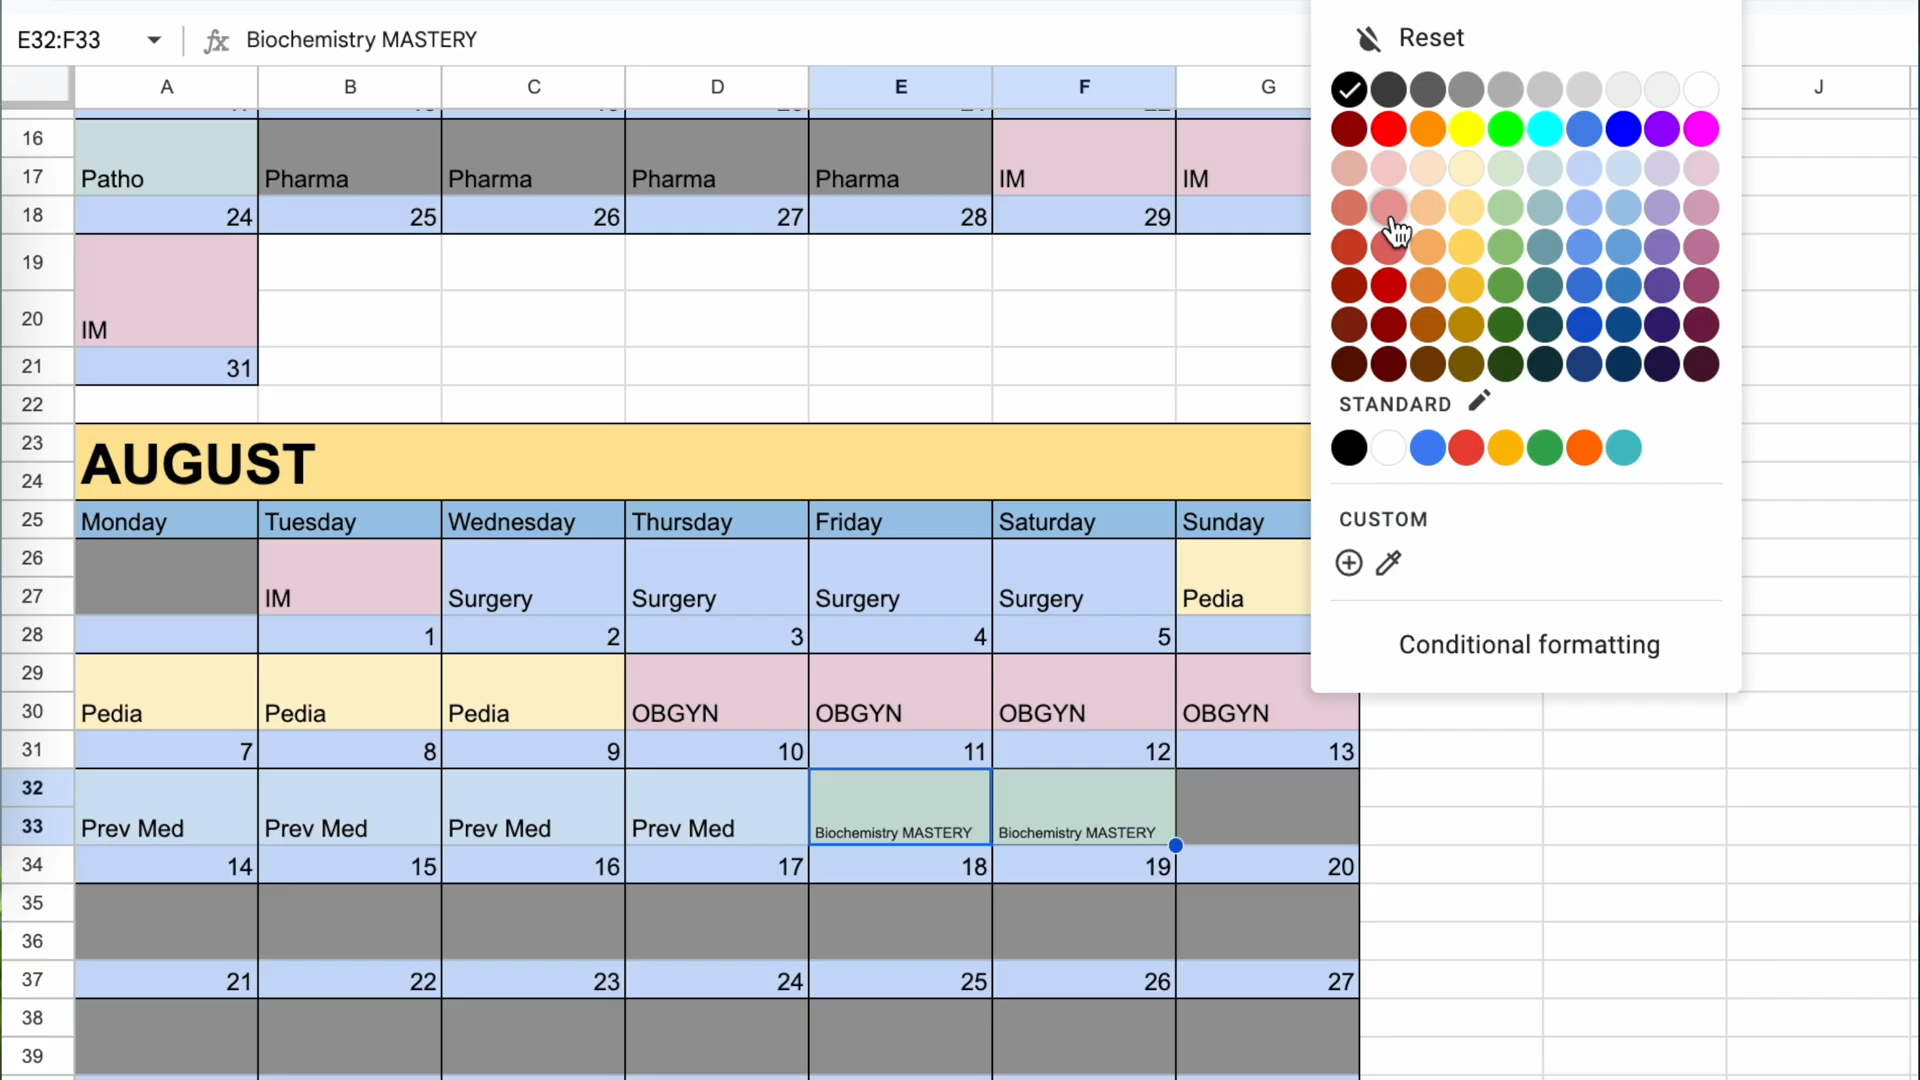 E32:F33 fx Biochemistry MASTERY
Reset
A B C D E F G J
16
17 Patho Pharma Pharma Pharma Pharma IM IM
18 24 25 26 27 28 29
19
20 IM
21 31
22
23
AUGUST
24
25 Monday Tuesday Wednesday Thursday Friday Saturday Sunday
26
27 IM Surgery Surgery Surgery Surgery Pedia
28 1 2 3 4 5
29
30 Pedia Pedia Pedia OBGYN OBGYN OBGYN OBGYN
31 7 8 9 10 11 12 13
32
33 Prev Med Prev Med Prev Med Prev Med Biochemistry MASTERY Biochemistry MASTERY
34 14 15 16 17 18 19 20
35
36
37 21 22 23 24 25 26 27
38
39
STANDARD
CUSTOM
Conditional formatting